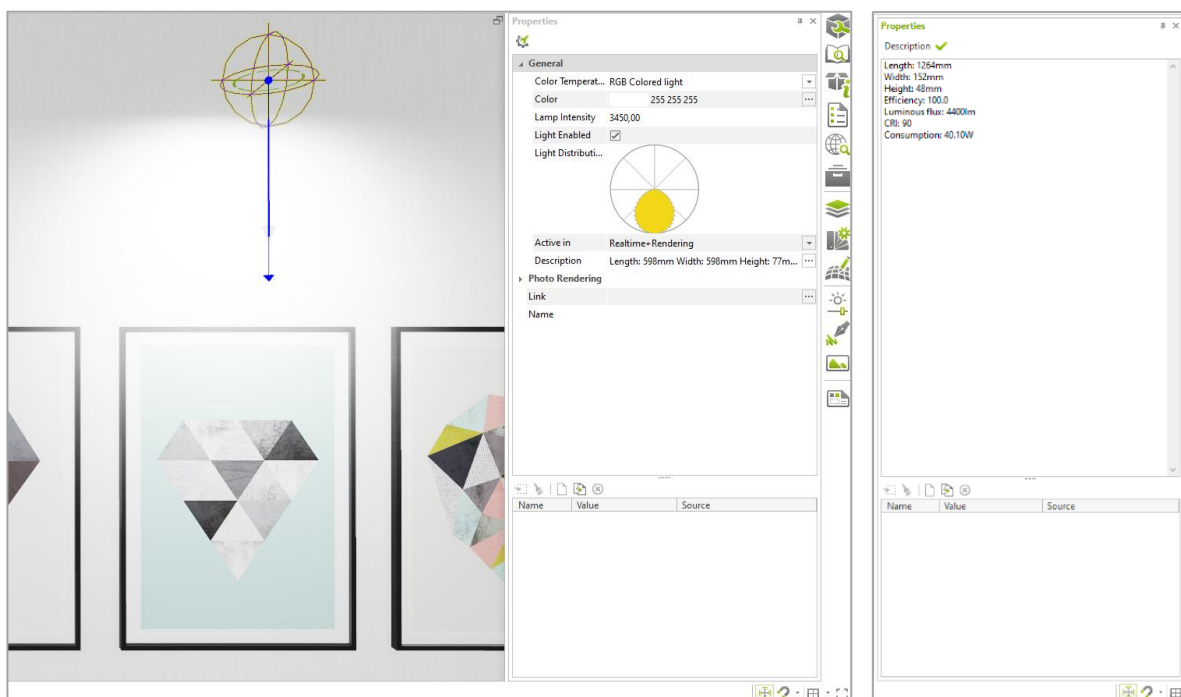 Properties
General
Color Temperat... RGB Colored light
Color 255 255 255
Lamp Intensity 3450,00
Light Enabled
Light Distributi...
Active in Realtime+Rendering
Description Length: 598mm Width: 598mm Height: 77m...
Photo Rendering
Link
Name
Name Value Source
Properties
Description
Length: 1264mm
Width: 152mm
Height: 48mm
Efficiency: 100.0
Luminous flux: 4400lm
CRI: 90
Consumption: 40.10W
Name Value Source